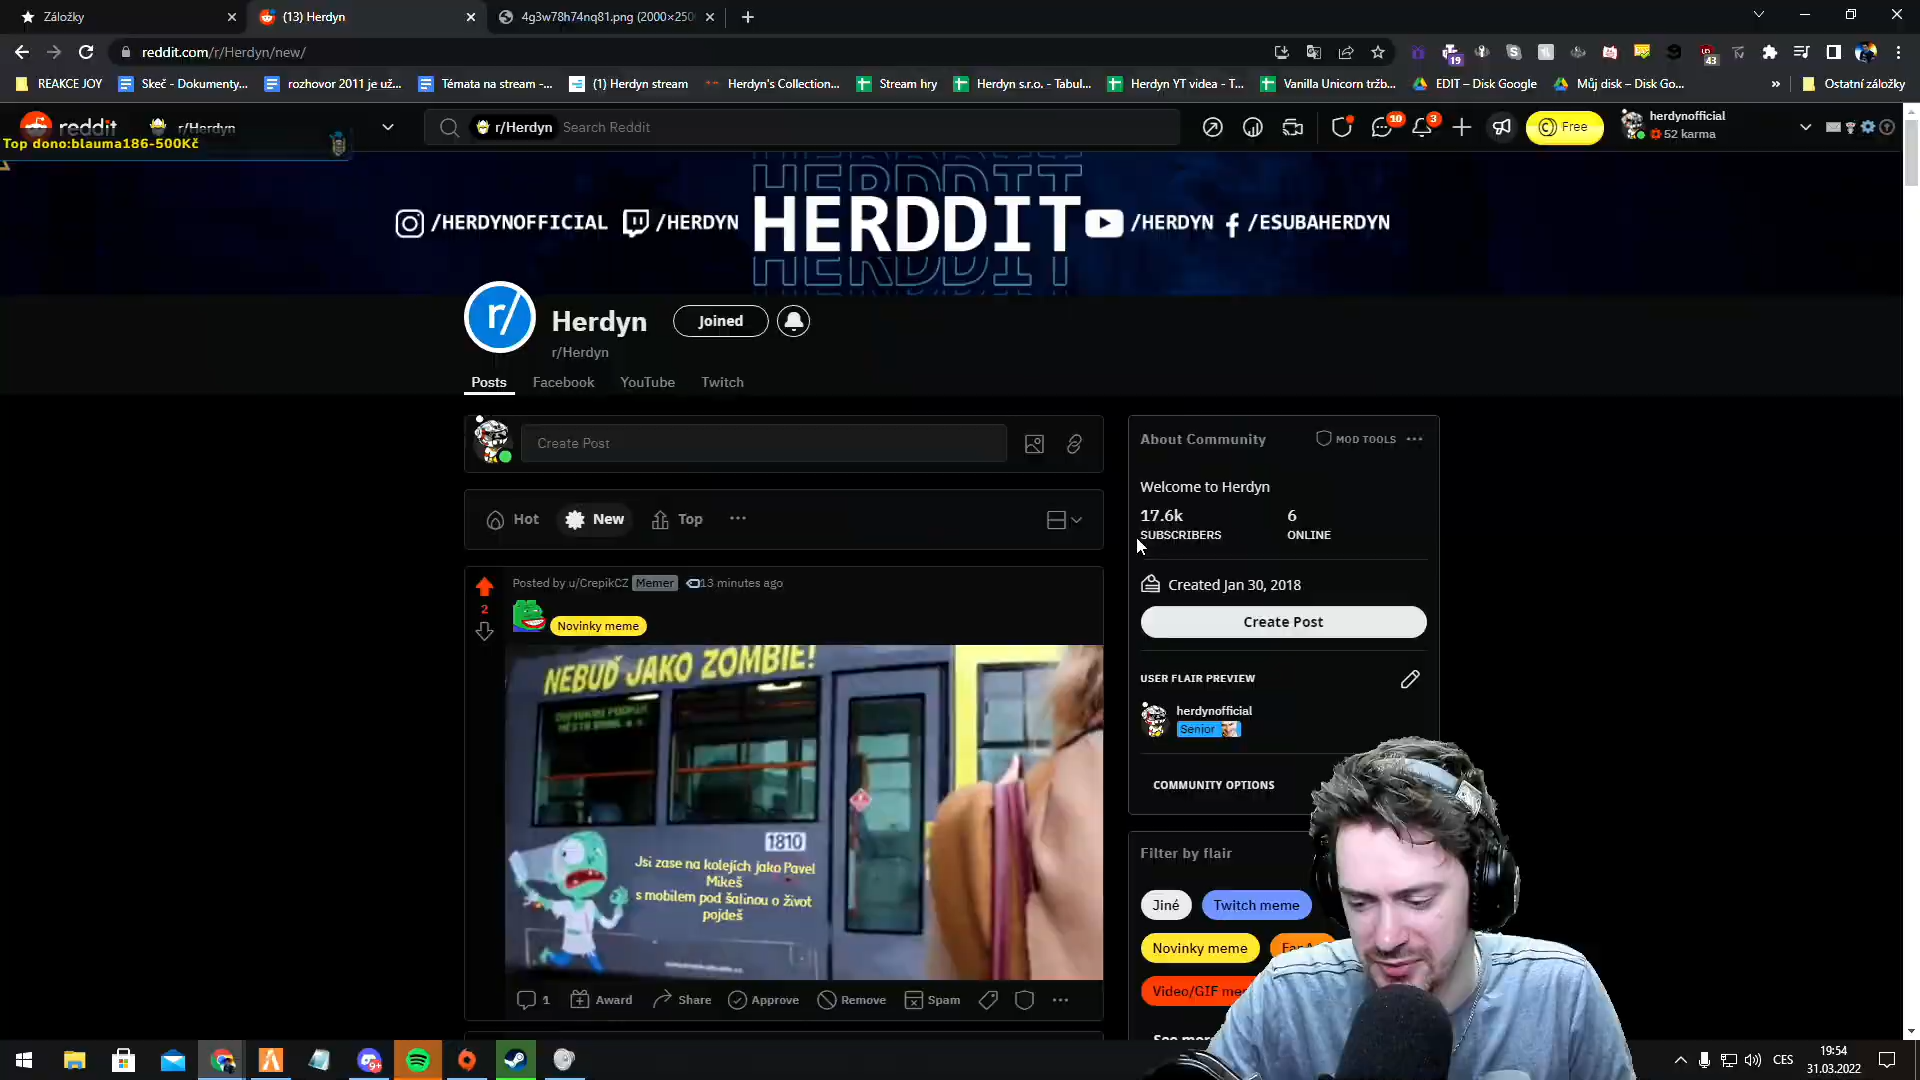 Záložky
(13) Herdyn
4g3w78h74nq81.png (2000×250
reddit.com/r/Herdyn/new/
19
43
REAKCE JOY
Skeč - Dokumenty...
rozhovor 2011 je už...
Témata na stream -...
(1) Herdyn stream
Herdyn's Collection...
Stream hry
Herdyn s.r.o. - Tabul...
Herdyn YT videa - T...
Vanilla Unicorn tržb...
EDIT – Disk Google
Můj disk – Disk Go...
»
Ostatní záložky
reddit
r/Herdyn
r/Herdyn
Search Reddit
10
3
Free
herdynofficial
52 karma
Top dono:blauma186-500Kč
/HERDYNOFFICIAL
/HERDYN
HERDDIT
/HERDYN
/ESUBAHERDYN
r/
Herdyn
Joined
r/Herdyn
Posts
Facebook
YouTube
Twitch
Create Post
Hot
New
Top
About Community
MOD TOOLS
Welcome to Herdyn
17.6k
6
SUBSCRIBERS
ONLINE
Created Jan 30, 2018
Create Post
USER FLAIR PREVIEW
herdynofficial
Senior
COMMUNITY OPTIONS
Filter by flair
Jiné
Twitch meme
Novinky meme
Posted by u/CrepikCZ
Memer
13 minutes ago
2
Novinky meme
NEBUĎ JAKO ZOMBIE!
1810
Jsi zase na kolejích jako Pavel
Mikeš
s mobilem pod šalinou o život
pojdeš
1
Award
Share
Approve
Remove
Spam
9+
CES
19:54
31.03.2022